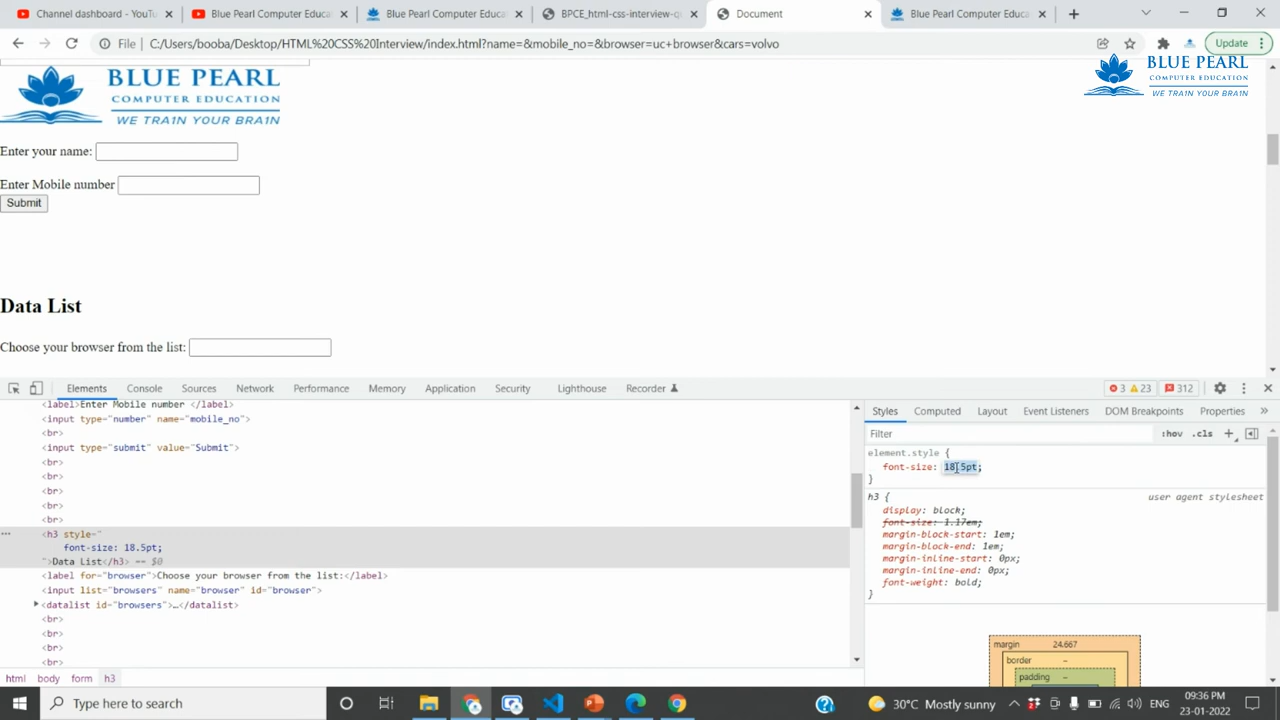 Channel dashboard - YouTu
Blue Pearl Computer Educa
Blue Pearl Computer Educati
BPCE_html-css-interview-qu
Document
Blue Pearl Computer Educati
File C:/Users/booba/Desktop/HTML%20CSS%20Interview/index.html?name=&mobile_no=&browser=uc+browser&cars=volvo
Update
BLUE PEARL
COMPUTER EDUCATION
WE TRAIN YOUR BRAIN
BLUE PEARL
COMPUTER EDUCATION
WE TRAIN YOUR BRAIN
Enter your name:
Enter Mobile number
Submit
Data List
Choose your browser from the list:
Elements Console Sources Network Performance Memory Application Security Lighthouse Recorder
3 23 312
<label>Enter Mobile number </label>
<input type="number" name="mobile_no">
<br>
<input type="submit" value="Submit">
<br>
<br>
<br>
<br>
<br>
<h3 style="
font-size: 18.5pt;
">Data List</h3> == $0
<label for="browser">Choose your browser from the list:</label>
<input list="browsers" name="browser" id="browser">
<datalist id="browsers">…</datalist>
<br>
<br>
<br>
<br>
html body form h3
Styles Computed Layout Event Listeners DOM Breakpoints Properties
Filter :hov .cls
element.style {
font-size: 18.5pt;
}
h3 { user agent stylesheet
display: block;
font-size: 1.17em;
margin-block-start: 1em;
margin-block-end: 1em;
margin-inline-start: 0px;
margin-inline-end: 0px;
font-weight: bold;
}
margin 24.667
border –
padding –
Type here to search
30°C Mostly sunny
ENG
09:36 PM
23-01-2022